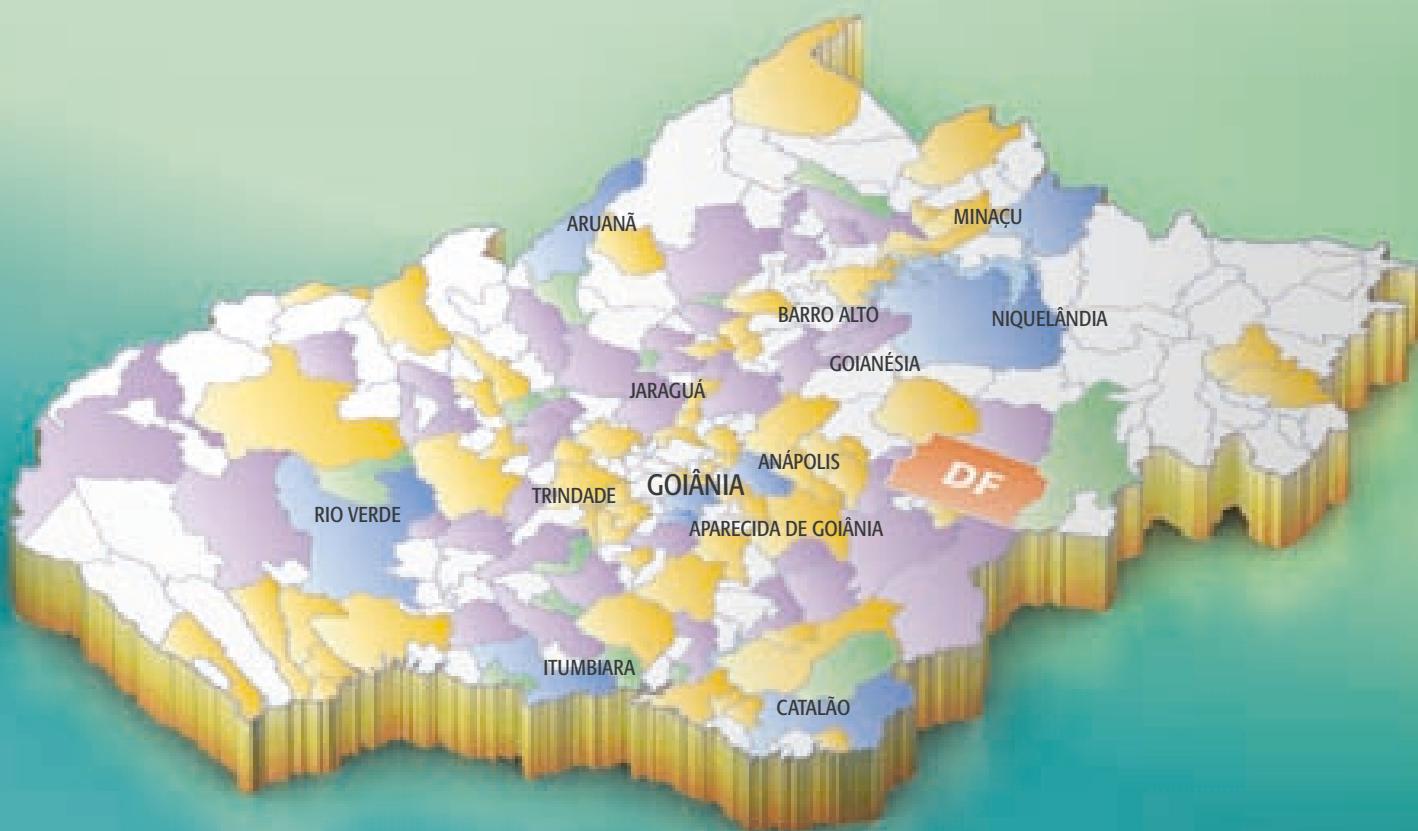 ARUANÃ
MINAÇU
BARRO ALTO
NIQUELÂNDIA
GOIANÉSIA
JARAGUÁ
ANÁPOLIS
DF
GOIÂNIA
TRINDADE
RIO VERDE
APARECIDA DE GOIÂNIA
ITUMBIARA
CATALÃO